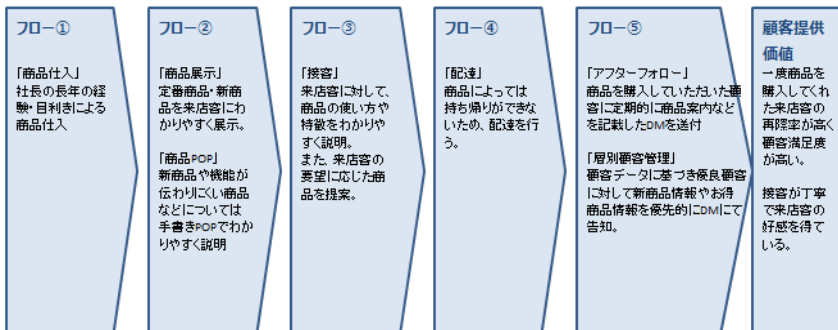 フロー①
「商品仕入」
社長の長年の経
験・目利きによる
商品仕入
フロー②
「商品展示」
定番商品・新商
品を来店客にわ
かりやすく展示。
「商品POP」
新商品や機能が
伝わりにくい商品
などについては
手書きPOPでわか
りやすく説明
フロー③
「接客」
来店客に対して、
商品の使い方や
特徴をわかりや
すく説明。
また、来店客の
要望に応じた商
品を提案。
フロー④
「配達」
商品によっては
持ち帰りができな
いため、配達を行
う。
フロー⑤
「アフターフォロー」
商品を購入していただいた顧
客に定期的に商品案内など
を記載したDMを送付
「層別顧客管理」
顧客データに基づき優良顧客
に対して新商品情報やお得
商品情報を優先的にDMにて
告知。
顧客提供
価値
一度商品を
購入してくれ
た来店客の
再来率が高く
顧客満足度
が高い。
接客が丁寧
で来店客の
好感を得て
いる。